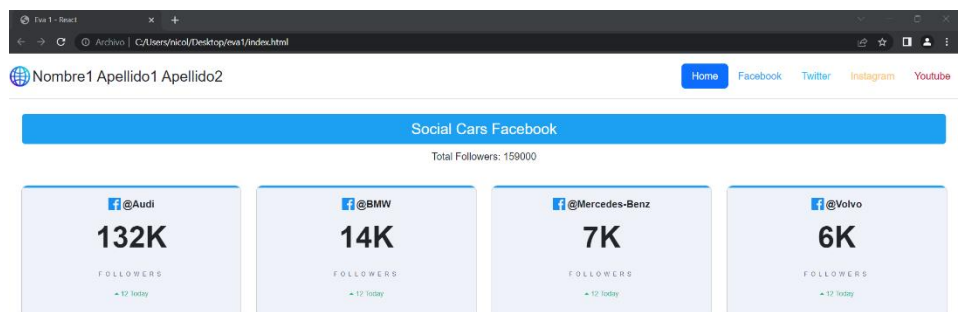 Eva 1 - React
Archivo | C:/Users/nicol/Desktop/eva1/index.html
Nombre1 Apellido1 Apellido2 Home Facebook Twitter Instagram Youtube
Social Cars Facebook
Total Followers: 159000
@Audi @BMW @Mercedes-Benz @Volvo
132K 14K 7K 6K
FOLLOWERS FOLLOWERS FOLLOWERS FOLLOWERS
12 Today 12 Today 12 Today 12 Today